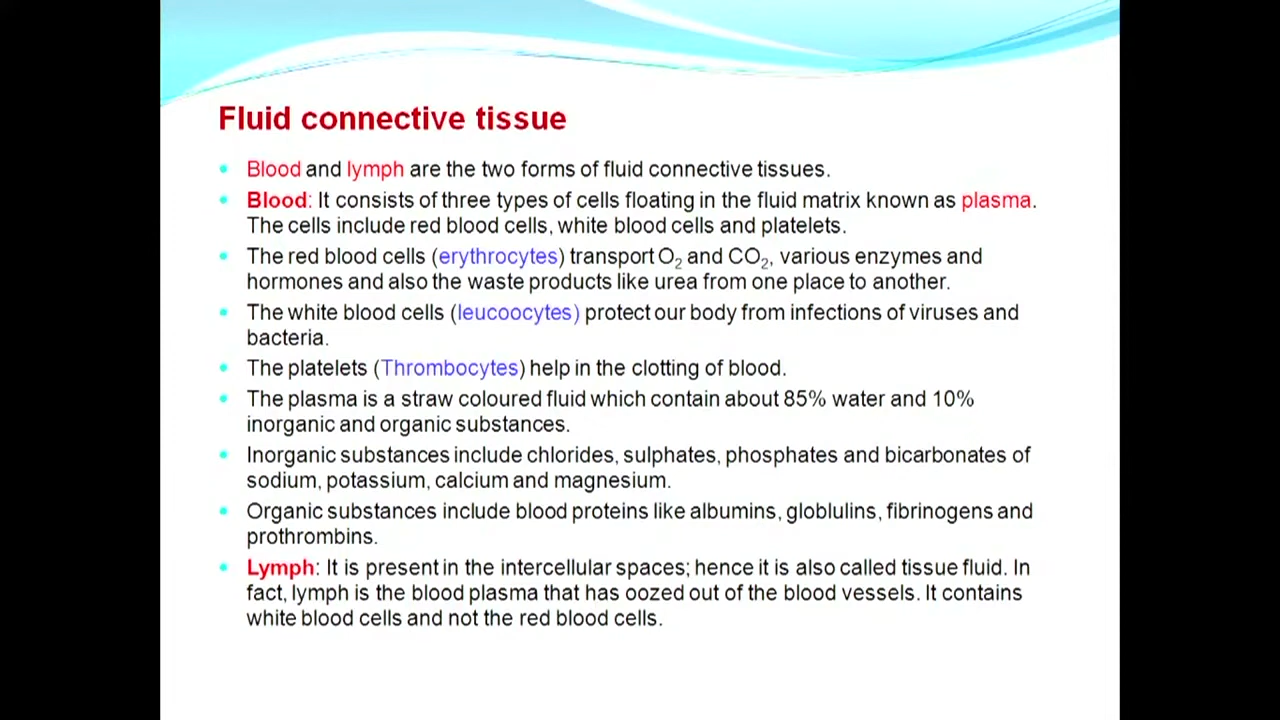 Fluid connective tissue
• Blood and lymph are the two forms of fluid connective tissues.
• Blood: It consists of three types of cells floating in the fluid matrix known as plasma.
The cells include red blood cells, white blood cells and platelets.
• The red blood cells (erythrocytes) transport O₂ and CO₂, various enzymes and
hormones and also the waste products like urea from one place to another.
• The white blood cells (leucoocytes) protect our body from infections of viruses and
bacteria.
• The platelets (Thrombocytes) help in the clotting of blood.
• The plasma is a straw coloured fluid which contain about 85% water and 10%
inorganic and organic substances.
• Inorganic substances include chlorides, sulphates, phosphates and bicarbonates of
sodium, potassium, calcium and magnesium.
• Organic substances include blood proteins like albumins, globlulins, fibrinogens and
prothrombins.
• Lymph: It is present in the intercellular spaces; hence it is also called tissue fluid. In
fact, lymph is the blood plasma that has oozed out of the blood vessels. It contains
white blood cells and not the red blood cells.